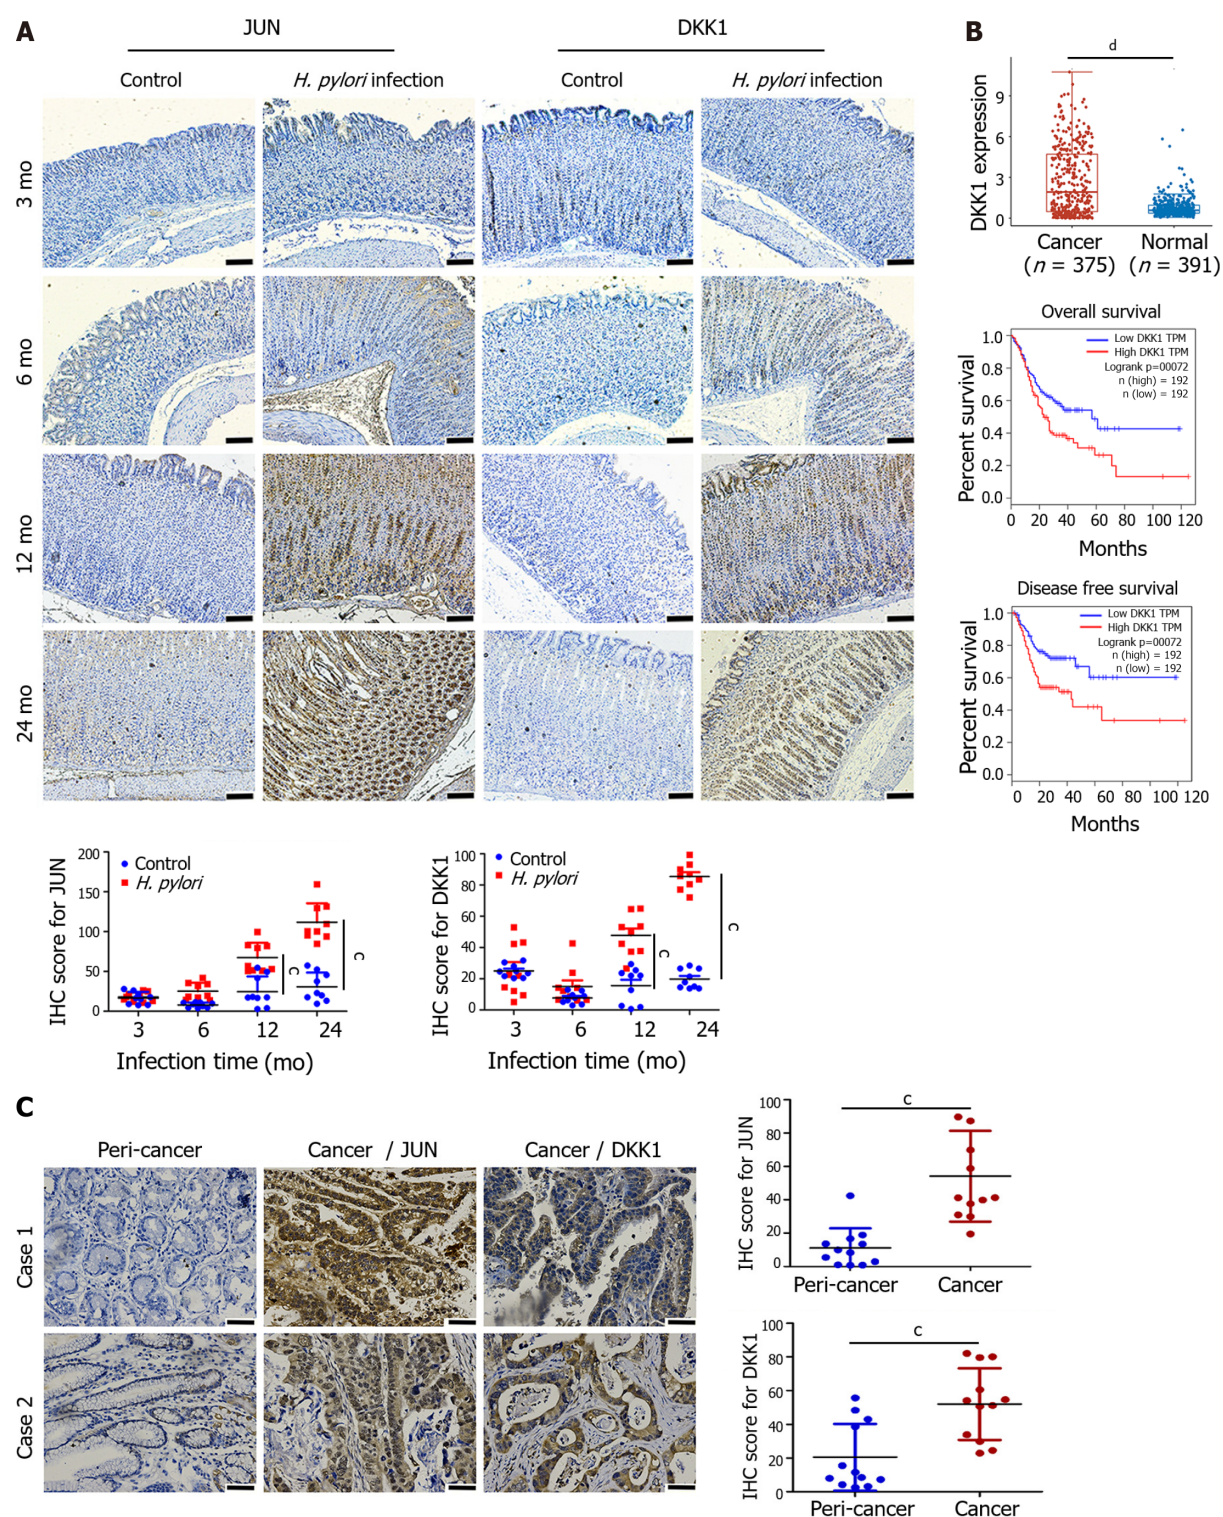 A
JUN
DKK1
Control
H. pylori infection
Control
H. pylori infection
3 mo
6 mo
12 mo
24 mo
200
150
100
50
0
IHC score for JUN
Control
H. pylori
c
c
3
6
12
24
Infection time (mo)
100
80
60
40
20
0
IHC score for DKK1
Control
H. pylori
c
c
3
6
12
24
Infection time (mo)
B
d
DKK1 expression
9
6
3
0
Cancer
Normal
(n = 375)
(n = 391)
Overall survival
Percent survival
1.0
0.8
0.6
0.4
0.2
0.0
Low DKK1 TPM
High DKK1 TPM
Logrank p=00072
n (high) = 192
n (low) = 192
0 20 40 60 80 100 120
Months
Disease free survival
Percent survival
1.0
0.8
0.6
0.4
0.2
0.0
Low DKK1 TPM
High DKK1 TPM
Logrank p=00072
n (high) = 192
n (low) = 192
0 20 40 60 80 100 120
Months
C
Peri-cancer
Cancer / JUN
Cancer / DKK1
Case 1
Case 2
IHC score for JUN
100
80
60
40
20
0
c
Peri-cancer
Cancer
IHC score for DKK1
100
80
60
40
20
0
c
Peri-cancer
Cancer